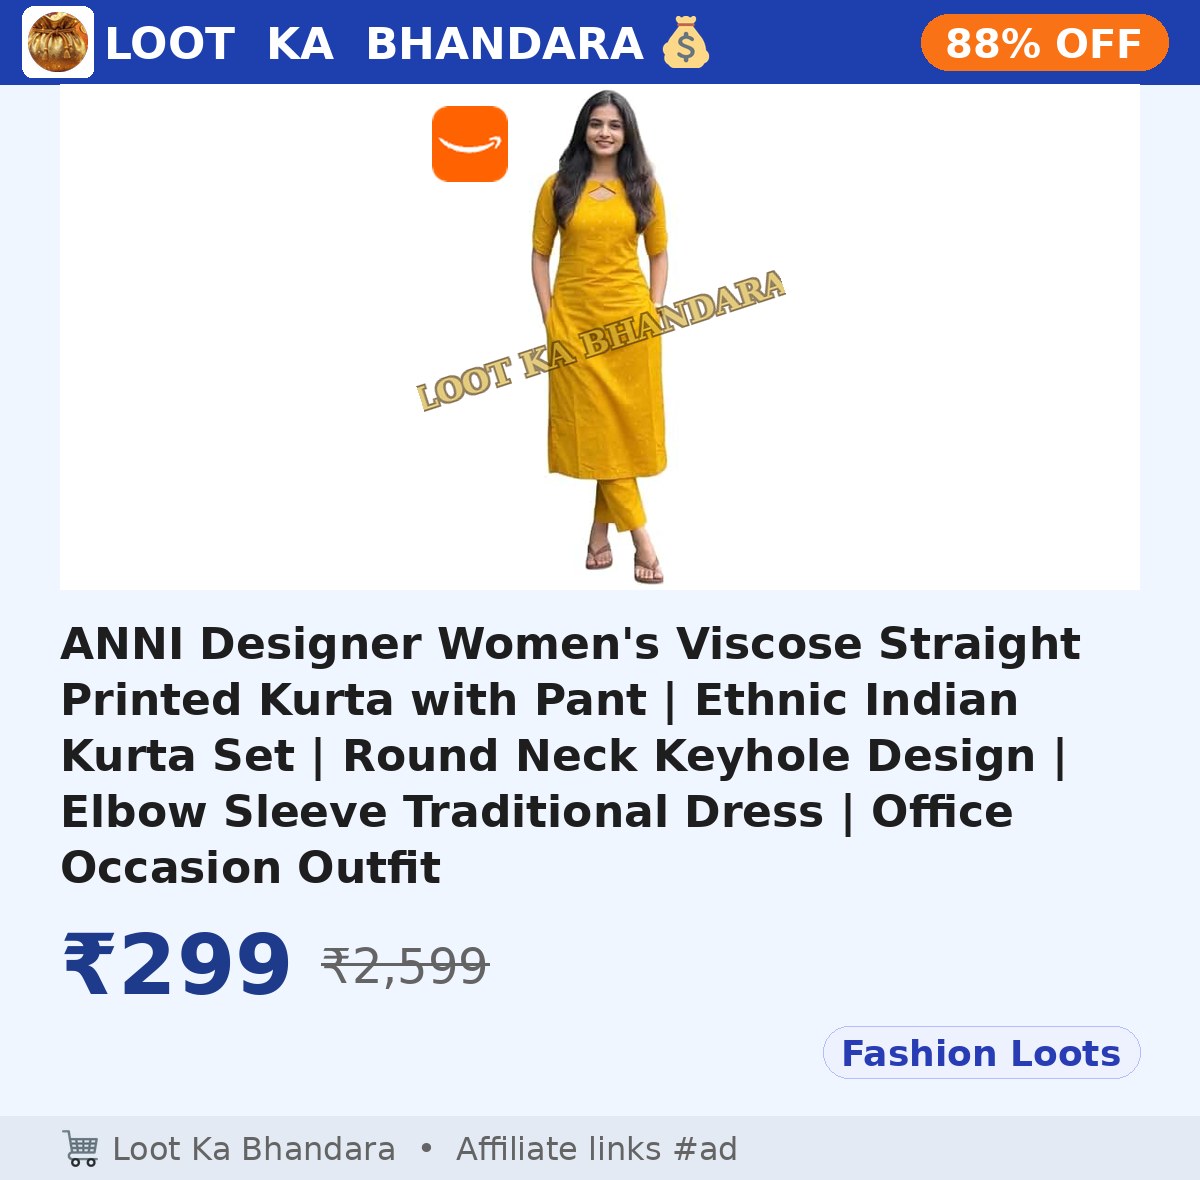 LOOT KA BHANDARA
88% OFF
LOOT KA BHANDARA
ANNI Designer Women's Viscose Straight
Printed Kurta with Pant | Ethnic Indian
Kurta Set | Round Neck Keyhole Design |
Elbow Sleeve Traditional Dress | Office
Occasion Outfit
₹299 ₹2,599
Fashion Loots
Loot Ka Bhandara • Affiliate links #ad